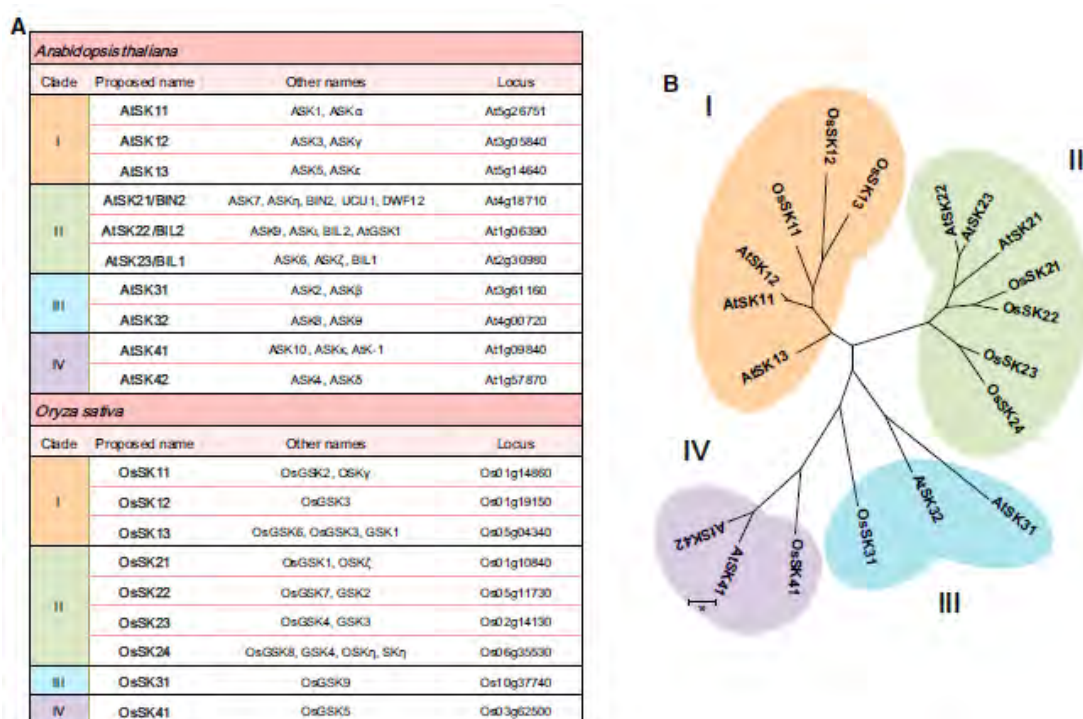 A
Arabidopsis thaliana
Clade Proposed name Other names Locus
I
AtSK11 ASK1, ASKα At5g26751
AtSK12 ASK3, ASKγ At3g05840
AtSK13 ASK5, ASKε At5g14640
II
AtSK21/BIN2 ASK7, ASKη, BIN2, UCU1, DWF12 At4g18710
AtSK22/BIL2 ASK9, ASKι, BIL2, AtGSK1 At1g06390
AtSK23/BIL1 ASK6, ASKζ, BIL1 At2g30980
III
AtSK31 ASK2, ASKβ At3g61160
AtSK32 ASK8, ASKθ At4g00720
IV
AtSK41 ASK10, ASKκ, AtK-1 At1g09840
AtSK42 ASK4, ASKδ At1g57870
Oryza sativa
Clade Proposed name Other names Locus
I
OsSK11 OsGSK2, OSKγ Os01g14860
OsSK12 OsGSK3 Os01g19150
OsSK13 OsGSK6, OsGSK3, GSK1 Os05g04340
II
OsSK21 OsGSK1, OSKζ Os01g10840
OsSK22 OsGSK7, GSK2 Os05g11730
OsSK23 OsGSK4, GSK3 Os02g14130
OsSK24 OsGSK8, GSK4, OSKη, SKη Os06g35530
III OsSK31 OsGSK9 Os10g37740
IV OsSK41 OsGSK5 Os03g62500
B
I
OsSK12
OsSK13
OsSK11
AtSK12
AtSK11
AtSK13
II
AtSK22
AtSK23
AtSK21
OsSK21
OsSK22
OsSK23
OsSK24
IV
AtSK42
AtSK41
OsSK41
OsSK31
AtSK32
AtSK31
III